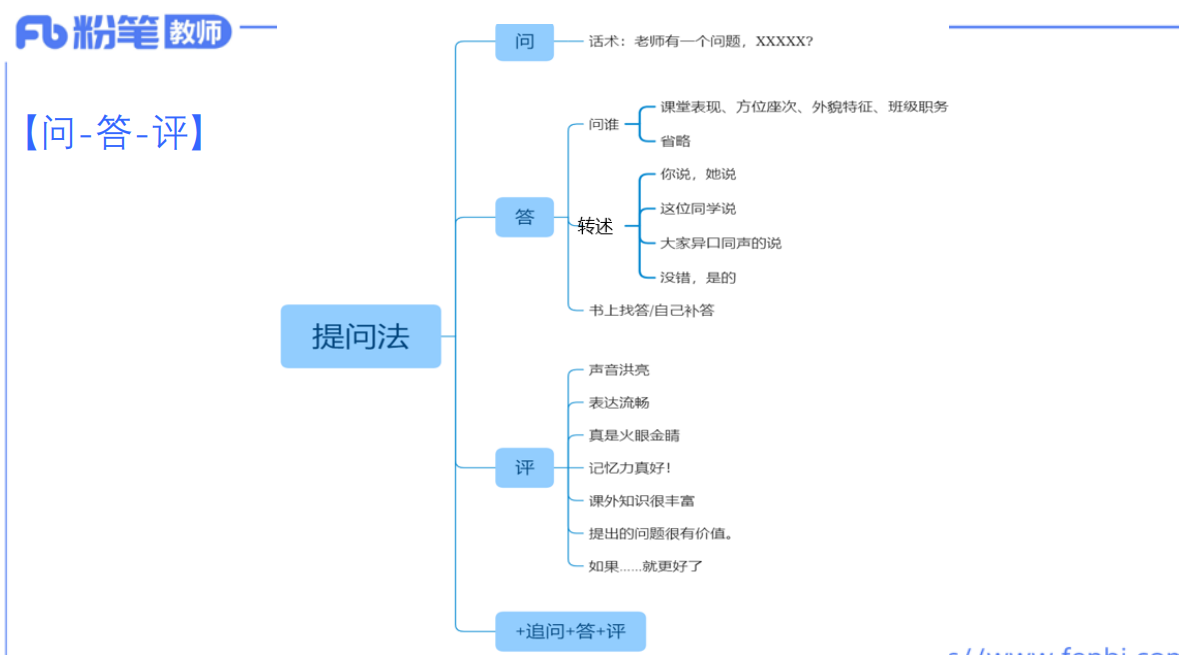 粉笔教师
【问-答-评】
提问法
问
话术：老师有一个问题，XXXXX？
答
问谁
课堂表现、方位座次、外貌特征、班级职务
省略
转述
你说，她说
这位同学说
大家异口同声的说
没错，是的
书上找答/自己补答
评
声音洪亮
表达流畅
真是火眼金睛
记忆力真好！
课外知识很丰富
提出的问题很有价值。
如果……就更好了
+追问+答+评